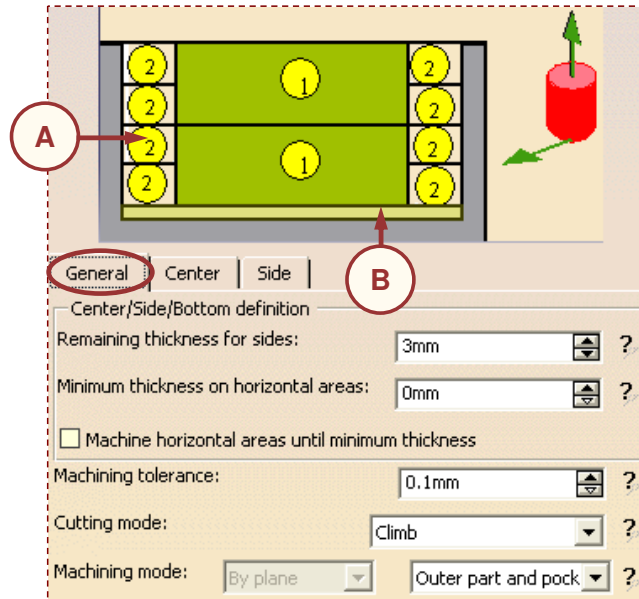 2 1 2
2 2
A 2 1 2
2 2
B
General Center Side
Center/Side/Bottom definition
Remaining thickness for sides: 3mm ?
Minimum thickness on horizontal areas: 0mm ?
Machine horizontal areas until minimum thickness
Machining tolerance: 0.1mm ?
Cutting mode: Climb ?
Machining mode: By plane Outer part and pock ?